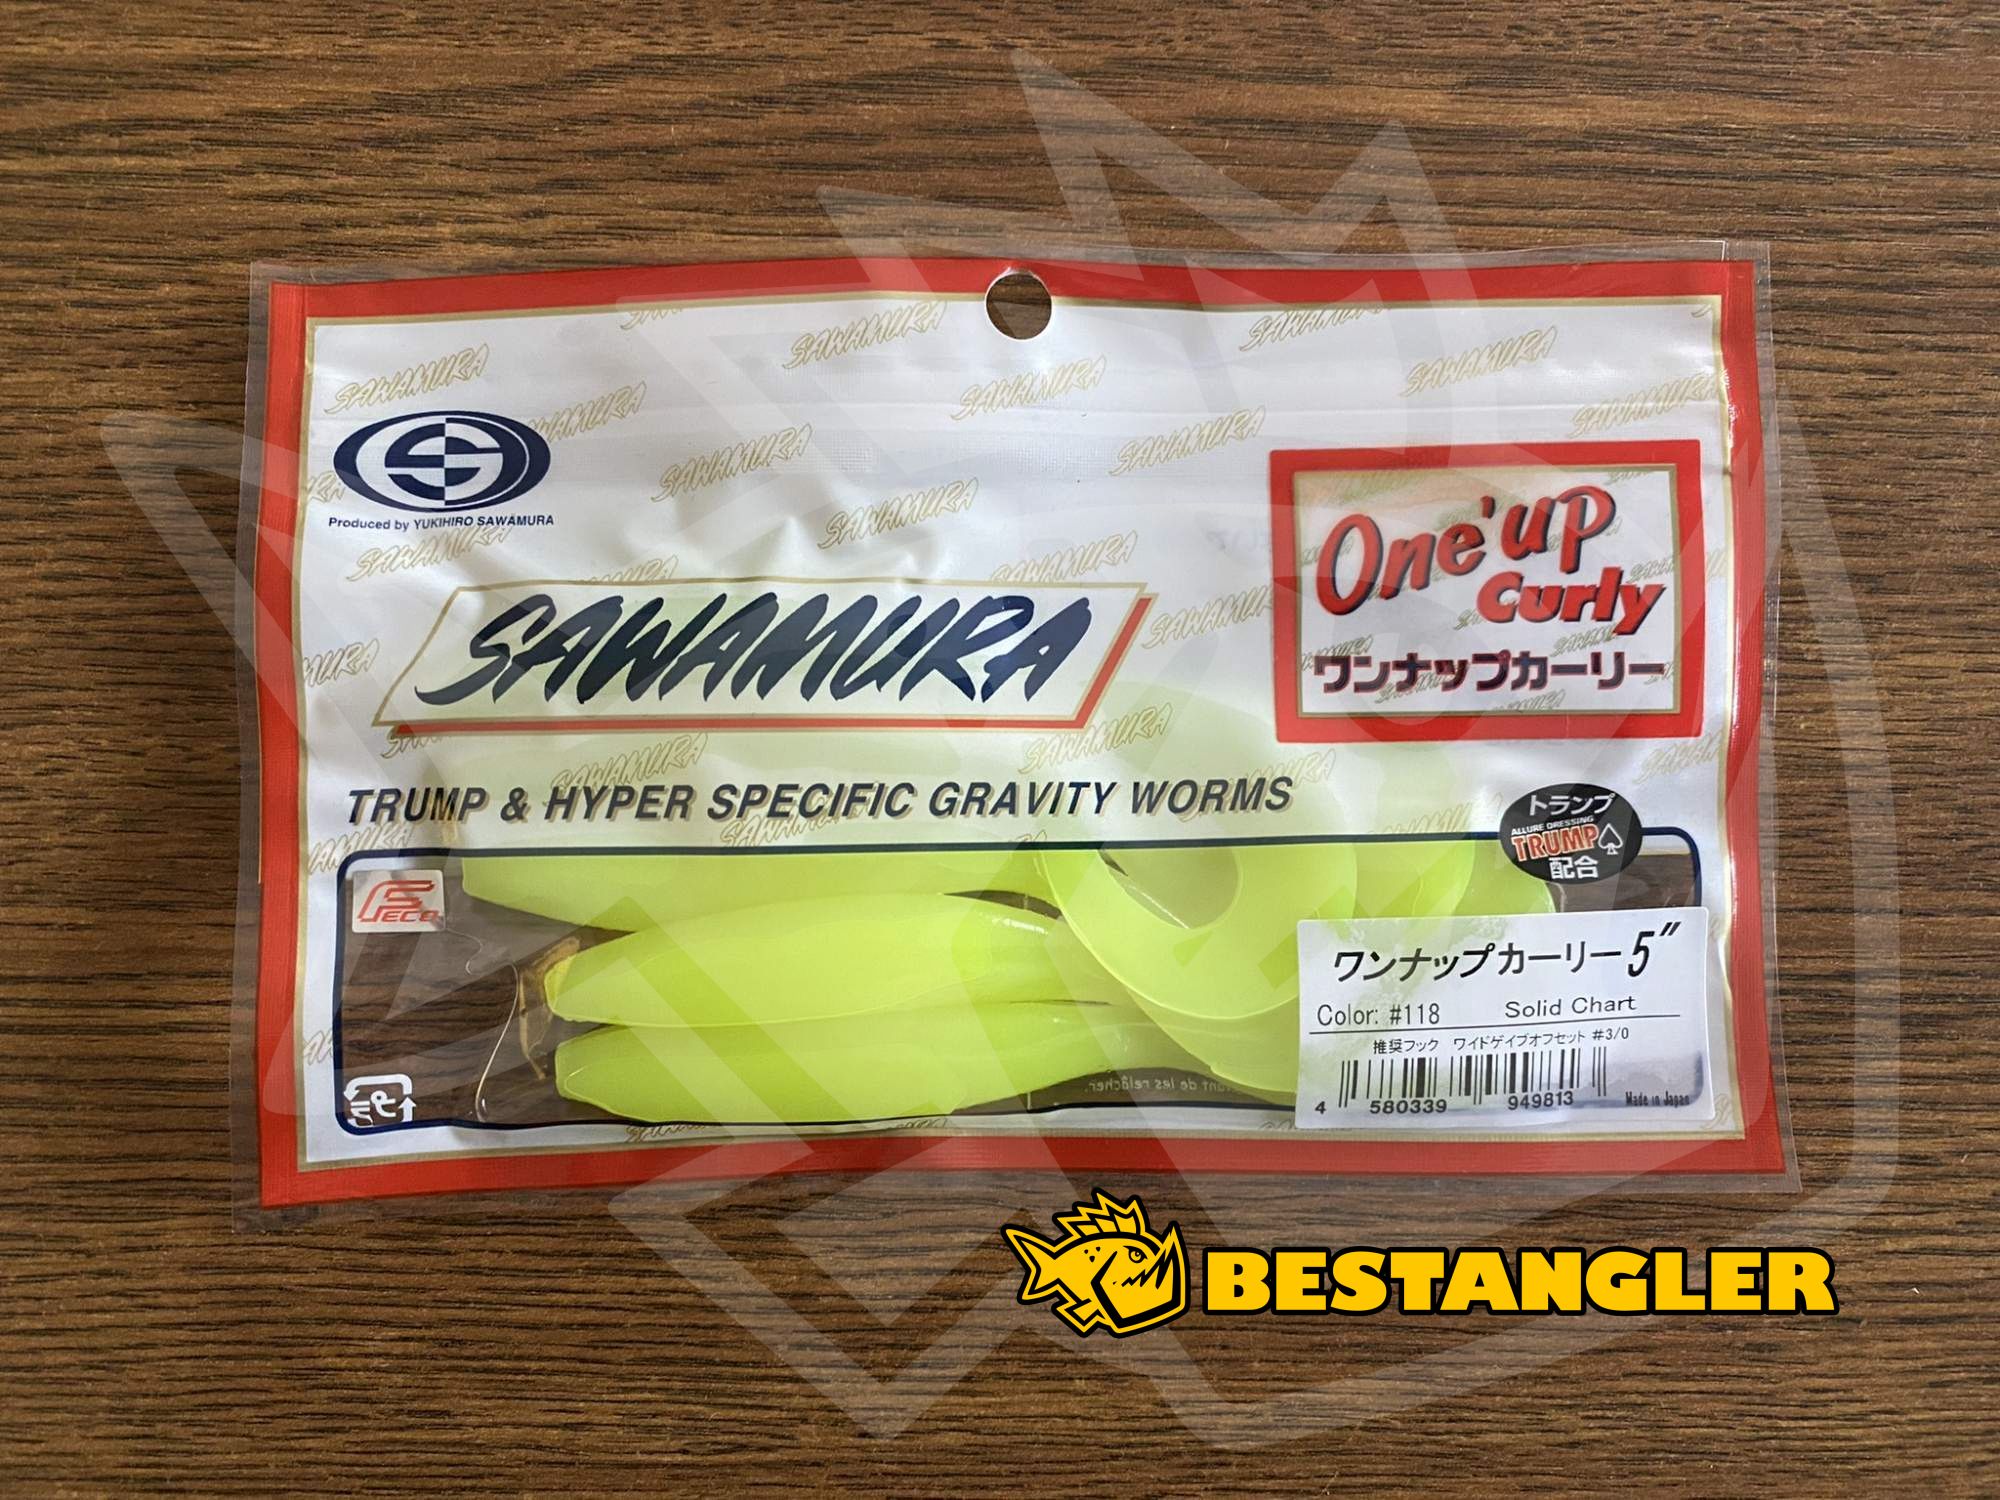 Produced by YUKIHIRO SAWAMURA
SAWAMURA
One'up
Curly
ワンナップカーリー
TRUMP & HYPER SPECIFIC GRAVITY WORMS
トランプ
ALLURE DRESSING
TRUMP
配合
FECO
ワンナップカーリー 5"
Color: #118 Solid Chart
推奨フック ワイドゲイプオフセット #3/0
4 580339 949813
Made in Japan
プラ
BESTANGLER